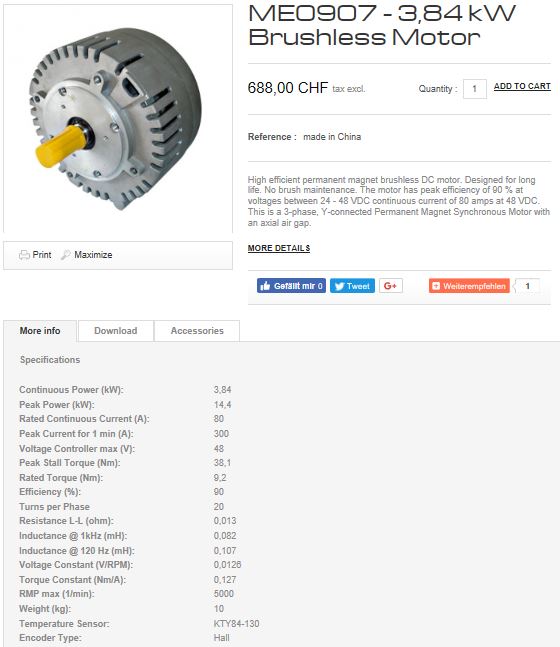 ME0907 - 3,84 kW
Brushless Motor
688,00 CHF tax excl.
Quantity : 1 ADD TO CART
Reference : made in China
High efficient permanent magnet brushless DC motor. Designed for long
life. No brush maintenance. The motor has peak efficiency of 90 % at
voltages between 24 - 48 VDC continuous current of 80 amps at 48 VDC.
This is a 3-phase, Y-connected Permanent Magnet Synchronous Motor with
an axial air gap.
MORE DETAILS
Print Maximize
Gefällt mir 0 Tweet G+ Weiterempfehlen 1
More info Download Accessories
Specifications
Continuous Power (kW): 3,84
Peak Power (kW): 14,4
Rated Continuous Current (A): 80
Peak Current for 1 min (A): 300
Voltage Controller max (V): 48
Peak Stall Torque (Nm): 38,1
Rated Torque (Nm): 9,2
Efficiency (%): 90
Turns per Phase 20
Resistance L-L (ohm): 0,013
Inductance @ 1kHz (mH): 0,082
Inductance @ 120 Hz (mH): 0,107
Voltage Constant (V/RPM): 0,0126
Torque Constant (Nm/A): 0,127
RMP max (1/min): 5000
Weight (kg): 10
Temperature Sensor: KTY84-130
Encoder Type: Hall